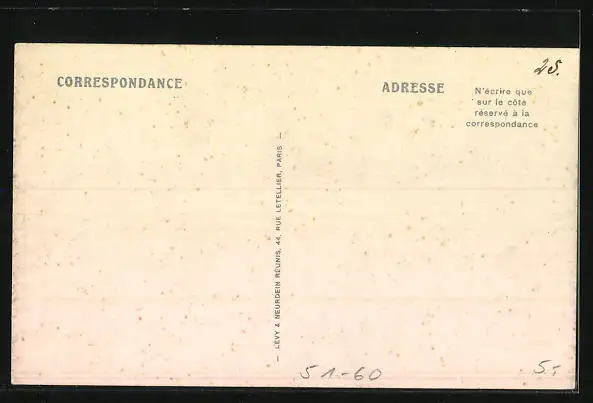 25.
CORRESPONDANCE
ADRESSE
N'écrire que
sur le côté
réservé à la
correspondance
— LÉVY & NEURDEIN RÉUNIS, 44, RUE LETELLIER, PARIS —
51-60
5.-